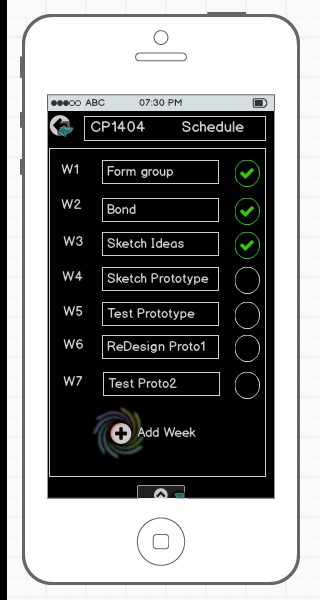 ABC 07:30 PM
CP1404 Schedule
W1 Form group
W2 Bond
W3 Sketch Ideas
W4 Sketch Prototype
W5 Test Prototype
W6 ReDesign Proto1
W7 Test Proto2
Add Week